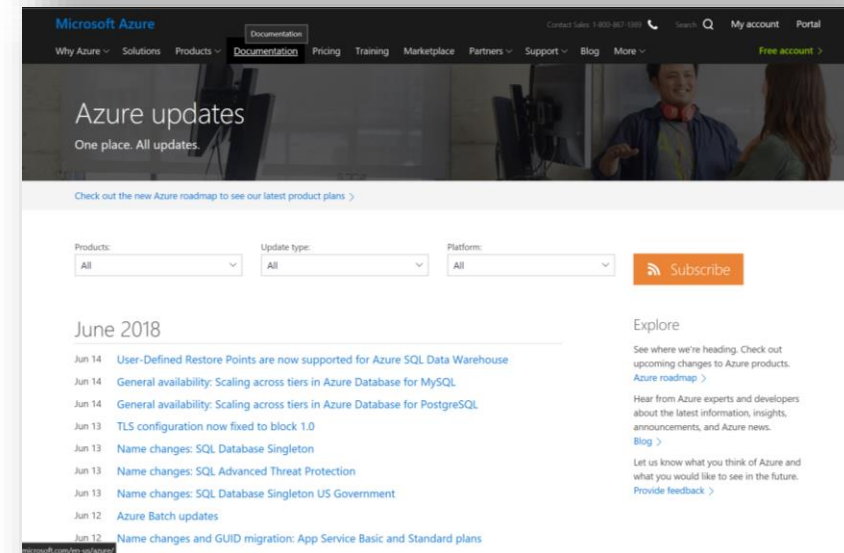 Microsoft Azure
Documentation
Contact Sales: 1-800-867-1389
Search
My account
Portal
Why Azure
Solutions
Products
Documentation
Pricing
Training
Marketplace
Partners
Support
Blog
More
Free account >
Azure updates
One place. All updates.
Check out the new Azure roadmap to see our latest product plans >
Products:
Update type:
Platform:
All
All
All
Subscribe
June 2018
Jun 14 User-Defined Restore Points are now supported for Azure SQL Data Warehouse
Jun 14 General availability: Scaling across tiers in Azure Database for MySQL
Jun 14 General availability: Scaling across tiers in Azure Database for PostgreSQL
Jun 13 TLS configuration now fixed to block 1.0
Jun 13 Name changes: SQL Database Singleton
Jun 13 Name changes: SQL Advanced Threat Protection
Jun 13 Name changes: SQL Database Singleton US Government
Jun 12 Azure Batch updates
Jun 12 Name changes and GUID migration: App Service Basic and Standard plans
Explore
See where we're heading. Check out
upcoming changes to Azure products.
Azure roadmap >
Hear from Azure experts and developers
about the latest information, insights,
announcements, and Azure news.
Blog >
Let us know what you think of Azure and
what you would like to see in the future.
Provide feedback >
microsoft.com/en-us/azure/